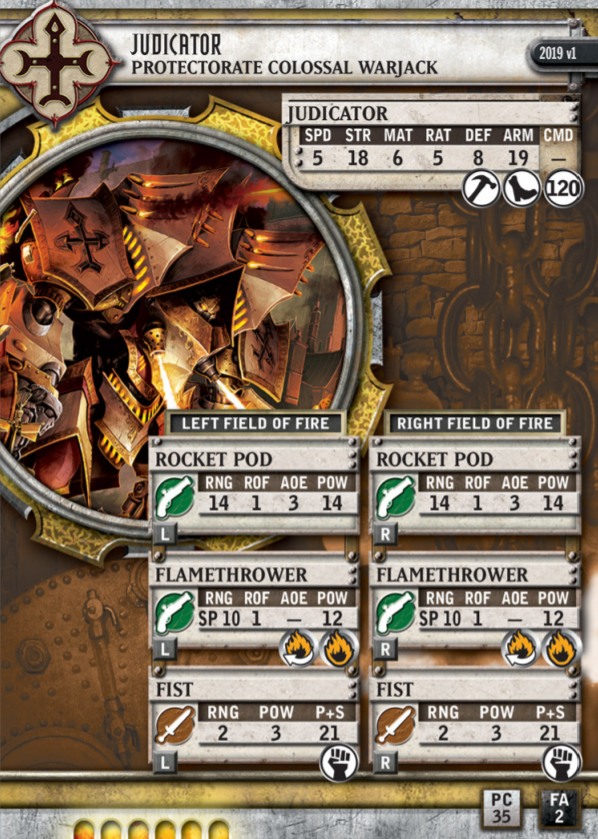 JUDICATOR
PROTECTORATE COLOSSAL WARJACK
2019 v1
JUDICATOR
SPD STR MAT RAT DEF ARM CMD
5 18 6 5 8 19 —
120
LEFT FIELD OF FIRE
ROCKET POD
RNG ROF AOE POW
14 1 3 14
L
FLAMETHROWER
RNG ROF AOE POW
SP 10 1 — 12
L
FIST
RNG POW P+S
2 3 21
L
RIGHT FIELD OF FIRE
ROCKET POD
RNG ROF AOE POW
14 1 3 14
R
FLAMETHROWER
RNG ROF AOE POW
SP 10 1 — 12
R
FIST
RNG POW P+S
2 3 21
R
PC
35
FA
2